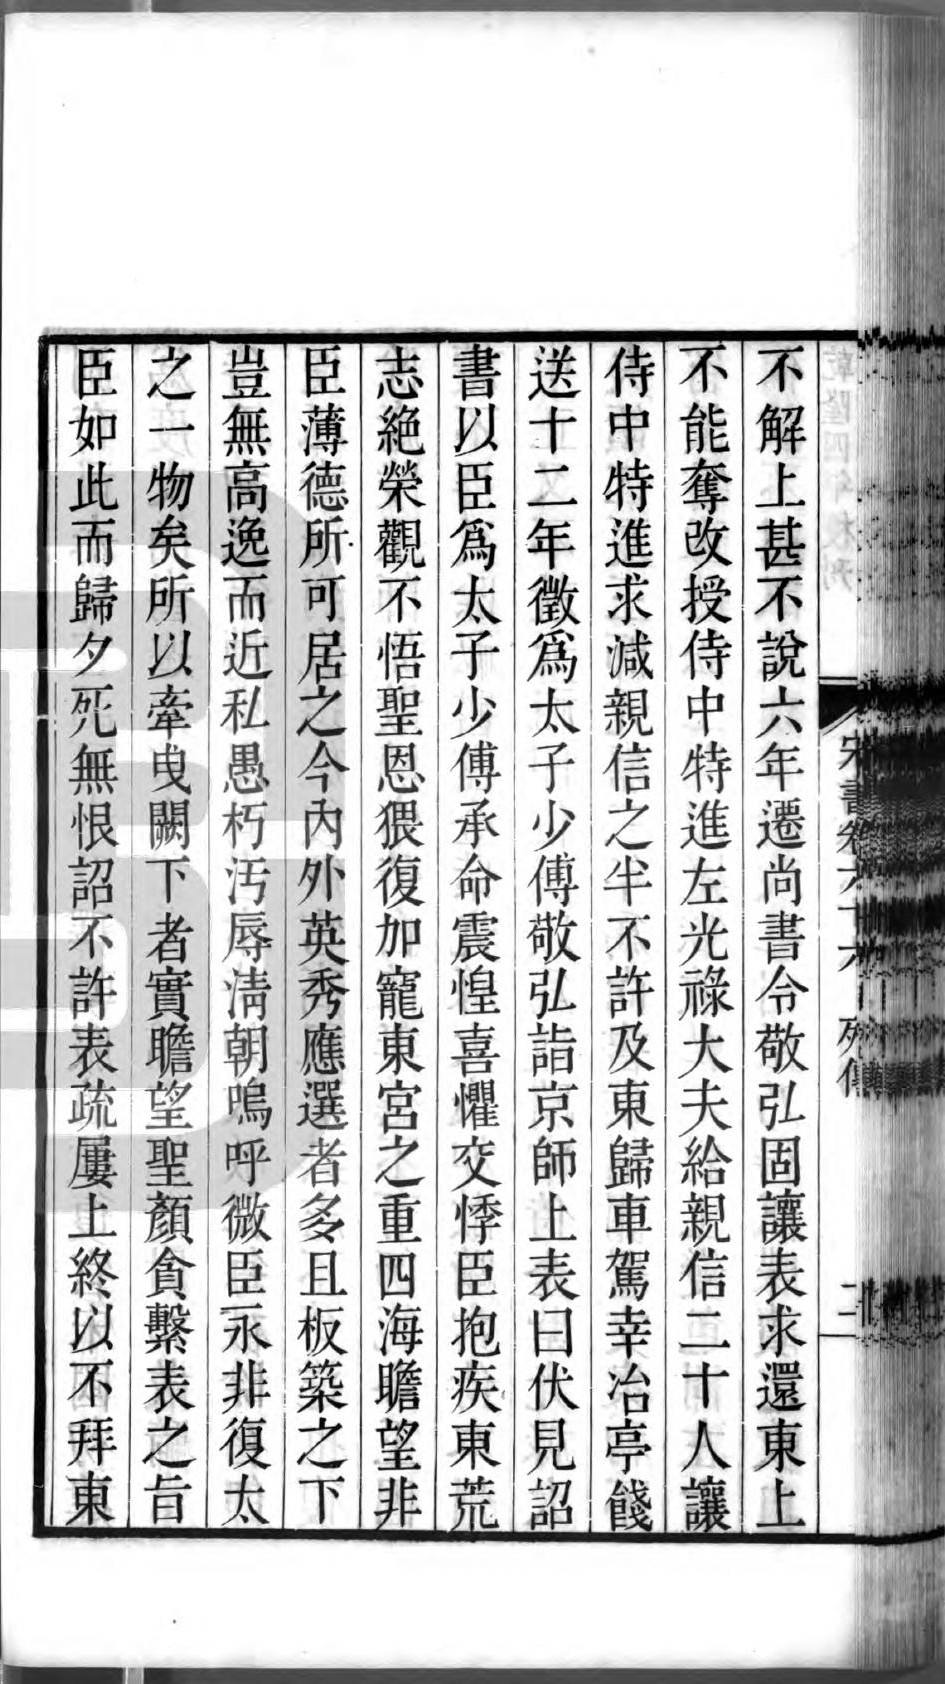 乾隆四年校刊
宋書卷六十六 列傳 二
不解上甚不說六年遷尚書令敬弘固讓表求還東上
不能奪改授侍中特進左光祿大夫給親信二十人讓
侍中特進求減親信之半不許及東歸車駕幸冶亭餞
送十二年徵爲太子少傅敬弘詣京師上表曰伏見詔
書以臣爲太子少傅承命震惶喜懼交悸臣抱疾東荒
志絶榮觀不悟聖恩猥復加寵東宮之重四海瞻望非
臣薄德所可居之今內外英秀應選者多且板築之下
豈無高逸而近私愚朽汚辱淸朝嗚呼微臣永非復太
之一物矣所以牽曳闕下者實瞻望聖顏貪繫表之旨
臣如此而歸夕死無恨詔不許表疏屢上終以不拜東